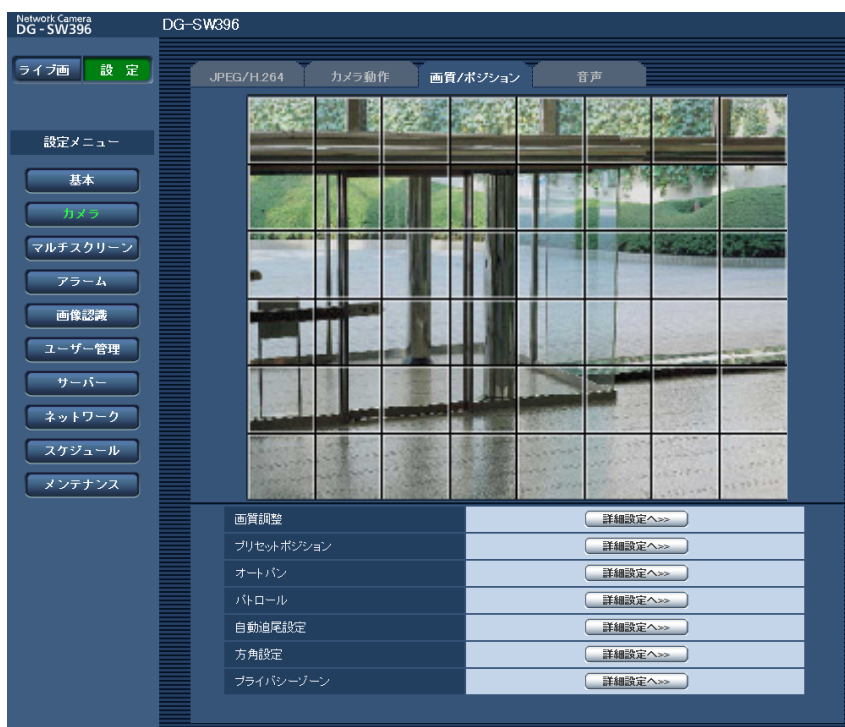 Network Camera
DG-SW396
DG-SW396
ライブ画
設 定
JPEG/H.264
カメラ動作
画質/ポジション
音声
設定メニュー
基本
カメラ
マルチスクリーン
アラーム
画像認識
ユーザー管理
サーバー
ネットワーク
スケジュール
メンテナンス
画質調整 詳細設定へ>>
プリセットポジション 詳細設定へ>>
オートパン 詳細設定へ>>
パトロール 詳細設定へ>>
自動追尾設定 詳細設定へ>>
方角設定 詳細設定へ>>
プライバシーゾーン 詳細設定へ>>